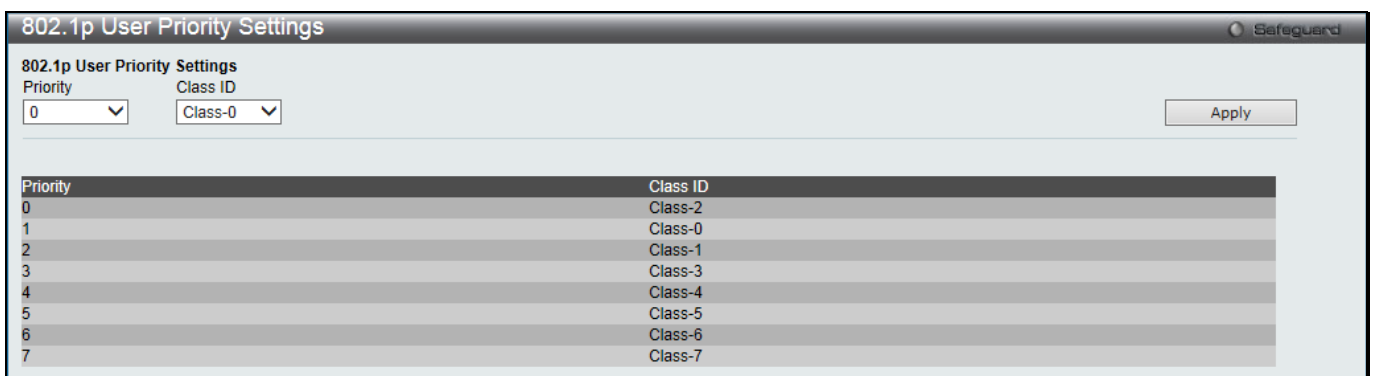 802.1p User Priority Settings
Safeguard
802.1p User Priority Settings
Priority Class ID
0 Class-0
Apply
Priority Class ID
0 Class-2
1 Class-0
2 Class-1
3 Class-3
4 Class-4
5 Class-5
6 Class-6
7 Class-7